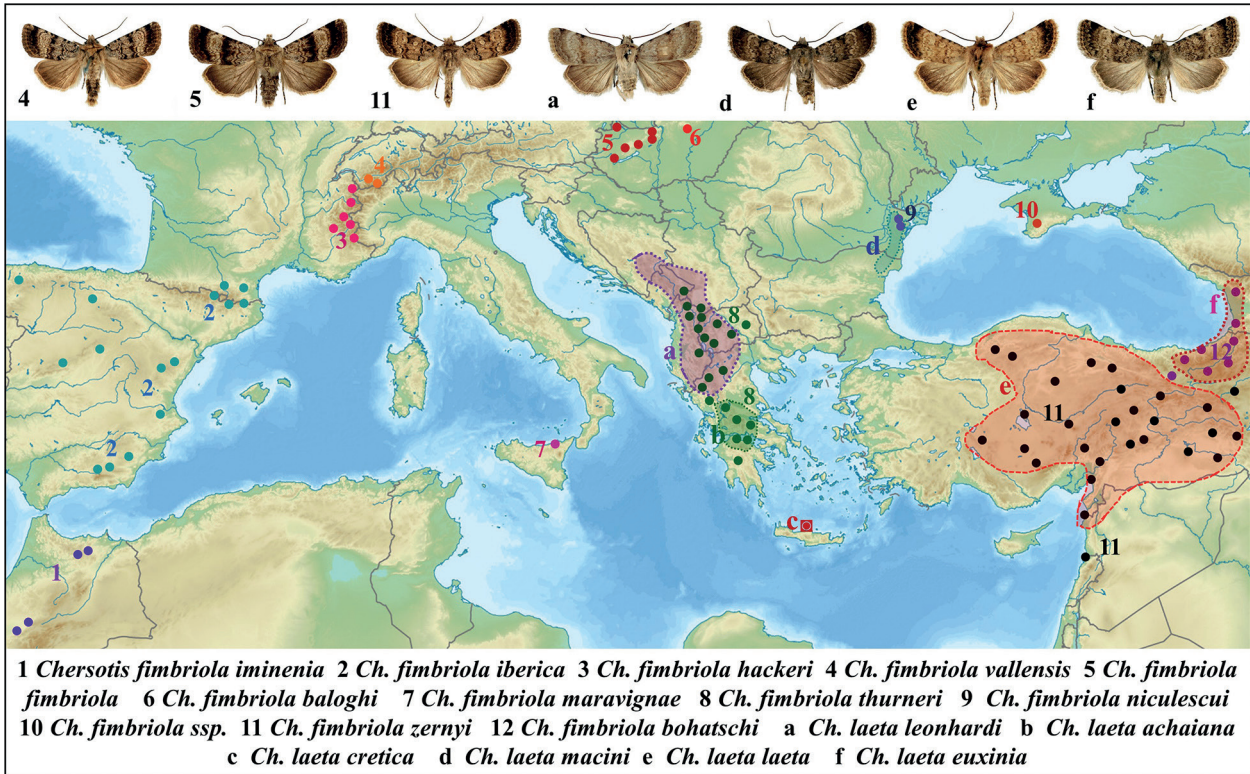 4 5 11 a d e f
5 6
4
3
9
d
10
2
f
12
8
a
e
2
8
11
b
2
7
c
11
1
1 Chersotis fimbriola iminenia 2 Ch. fimbriola iberica 3 Ch. fimbriola hackeri 4 Ch. fimbriola vallensis 5 Ch. fimbriola
fimbriola 6 Ch. fimbriola baloghi 7 Ch. fimbriola maravignae 8 Ch. fimbriola thurneri 9 Ch. fimbriola niculescui
10 Ch. fimbriola ssp. 11 Ch. fimbriola zernyi 12 Ch. fimbriola bohatschi a Ch. laeta leonhardi b Ch. laeta achaiana
c Ch. laeta cretica d Ch. laeta macini e Ch. laeta laeta f Ch. laeta euxinia